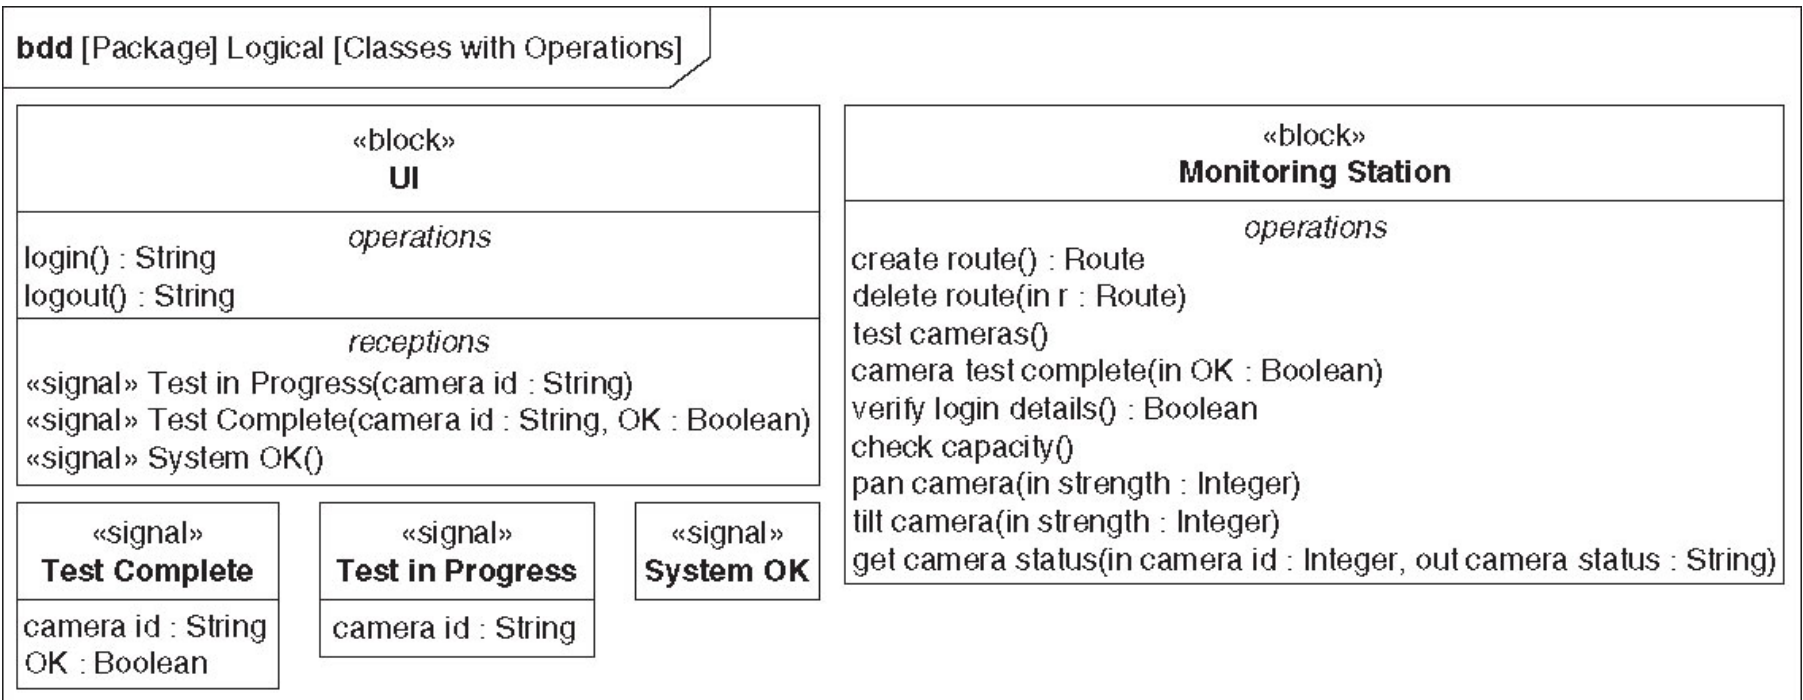 bdd [Package] Logical [Classes with Operations]
«block»
UI
operations
login() : String
logout() : String
receptions
«signal» Test in Progress(camera id : String)
«signal» Test Complete(camera id : String, OK : Boolean)
«signal» System OK()
«block»
Monitoring Station
operations
create route() : Route
delete route(in r : Route)
test cameras()
camera test complete(in OK : Boolean)
verify login details() : Boolean
check capacity()
pan camera(in strength : Integer)
tilt camera(in strength : Integer)
get camera status(in camera id : Integer, out camera status : String)
«signal»
Test Complete
camera id : String
OK : Boolean
«signal»
Test in Progress
camera id : String
«signal»
System OK